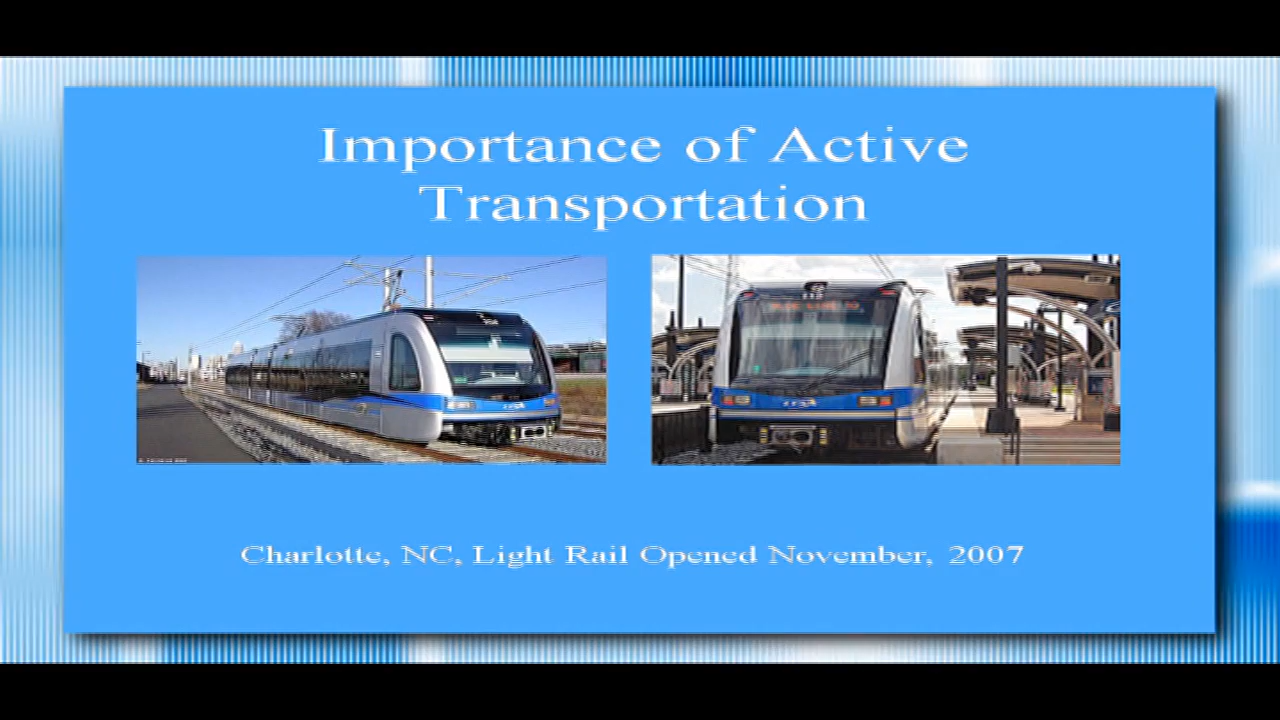 Importance of Active
Transportation
Charlotte, NC, Light Rail Opened November, 2007